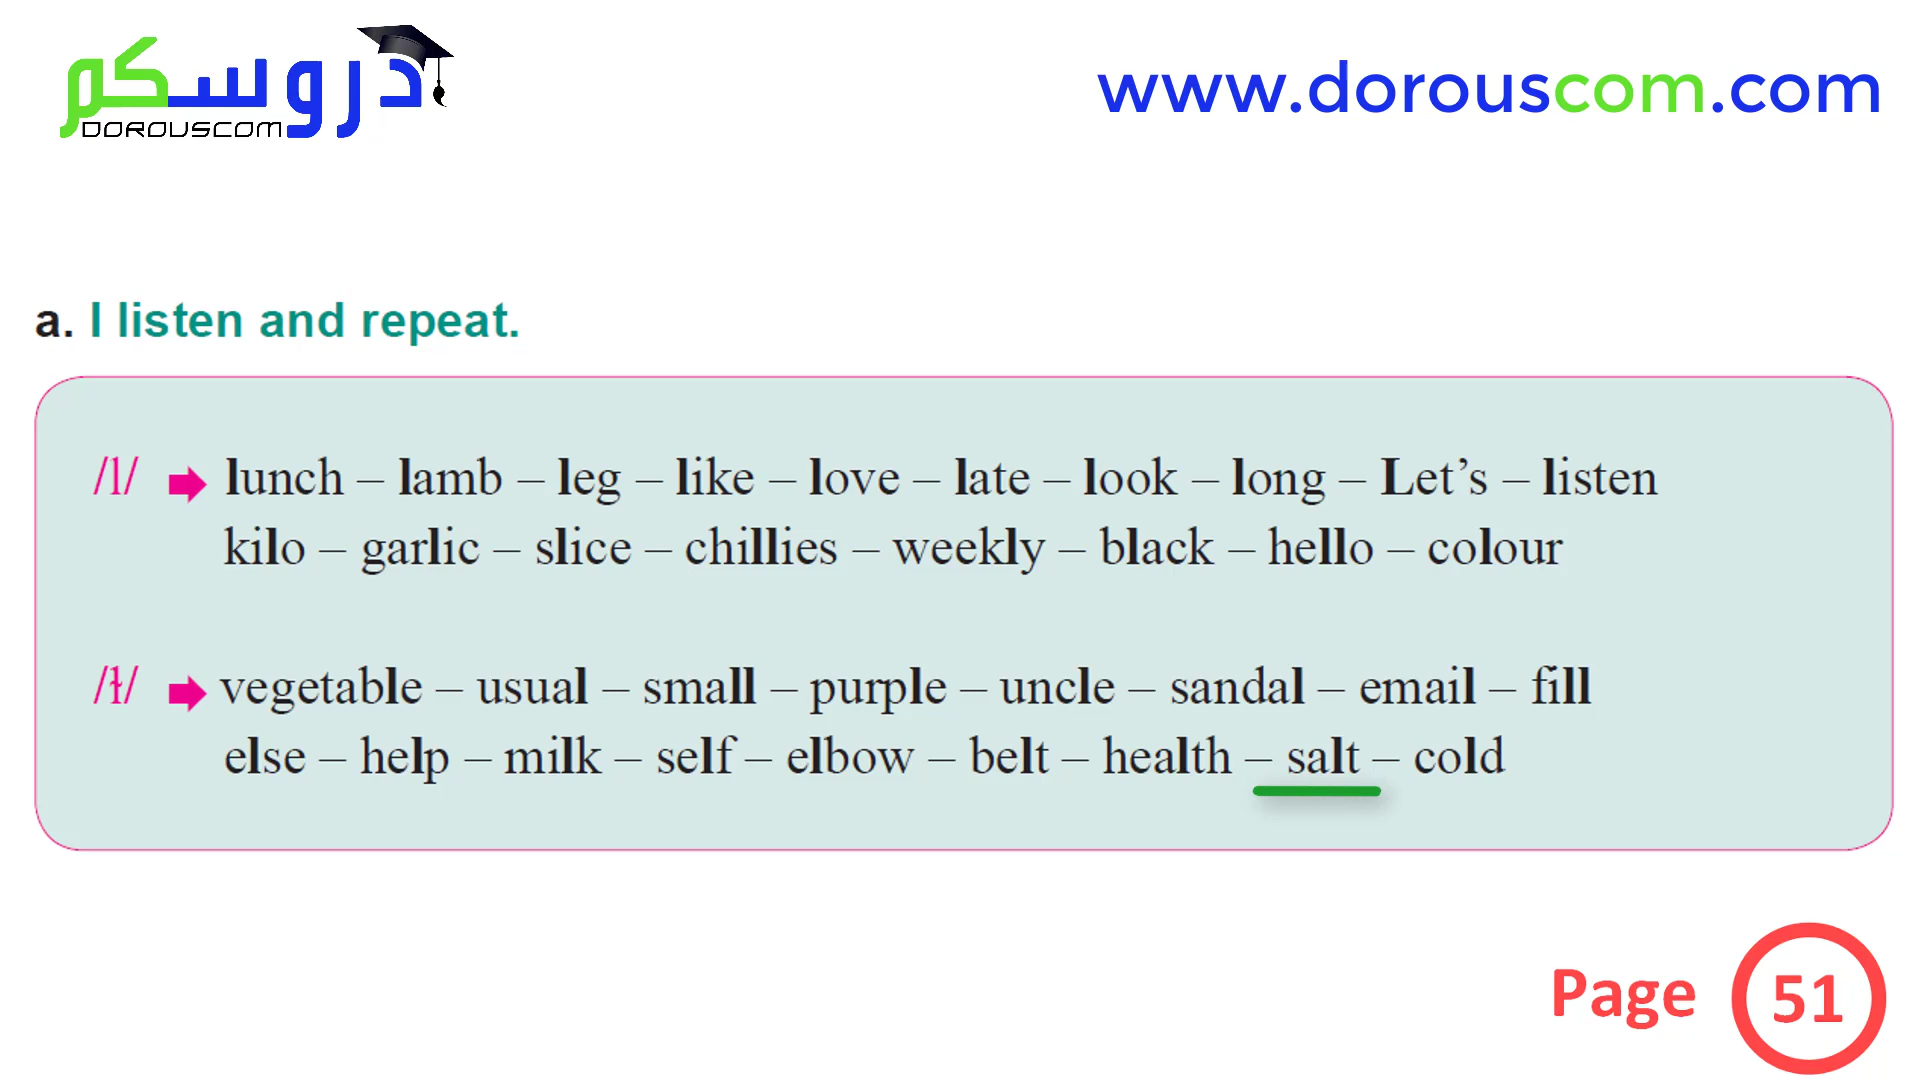 دروسكم
DOROUSCOM
www.dorouscom.com
a. I listen and repeat.
/l/ lunch – lamb – leg – like – love – late – look – long – Let’s – listen
kilo – garlic – slice – chillies – weekly – black – hello – colour
/ɫ/ vegetable – usual – small – purple – uncle – sandal – email – fill
else – help – milk – self – elbow – belt – health – salt – cold
Page 51